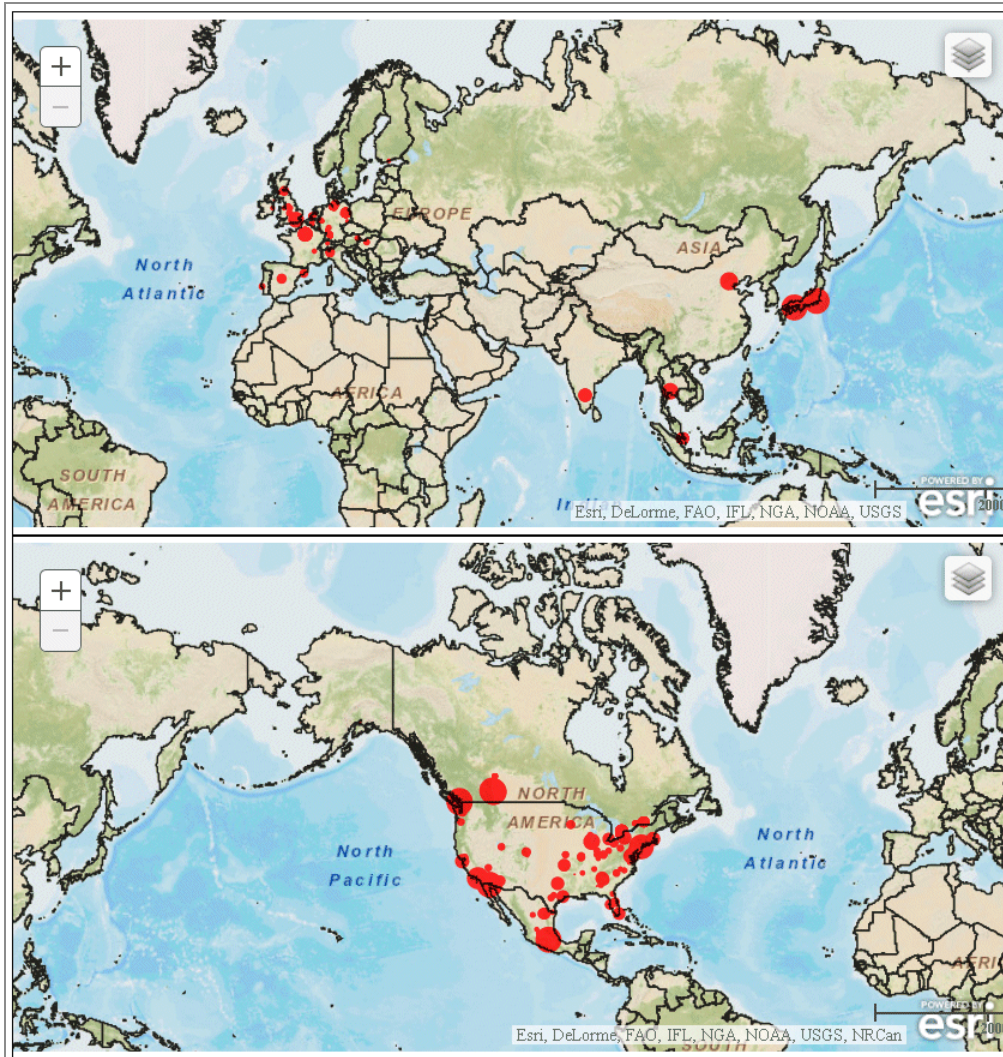 +
−
EUROPE
ASIA
North
Atlantic
AFRICA
SOUTH
AMERICA
POWERED BY
esri
Esri, DeLorme, FAO, IFL, NGA, NOAA, USGS
+
−
NORTH
AMERICA
North
Pacific
North
Atlantic
POWERED BY
esri
Esri, DeLorme, FAO, IFL, NGA, NOAA, USGS, NRCan
SOUTH